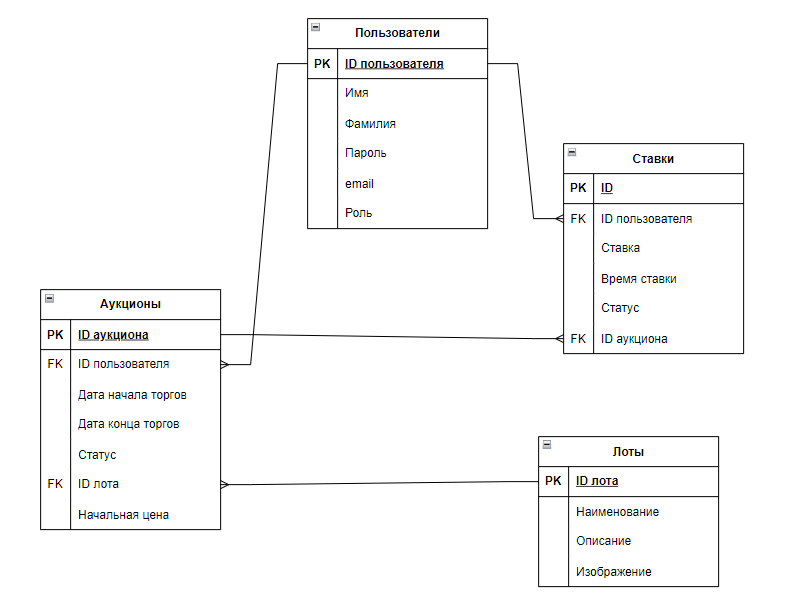 Пользователи
PK ID пользователя
Имя
Фамилия
Пароль
email
Роль
Ставки
PK ID
FK ID пользователя
Ставка
Время ставки
Статус
FK ID аукциона
Аукционы
PK ID аукциона
FK ID пользователя
Дата начала торгов
Дата конца торгов
Статус
FK ID лота
Начальная цена
Лоты
PK ID лота
Наименование
Описание
Изображение